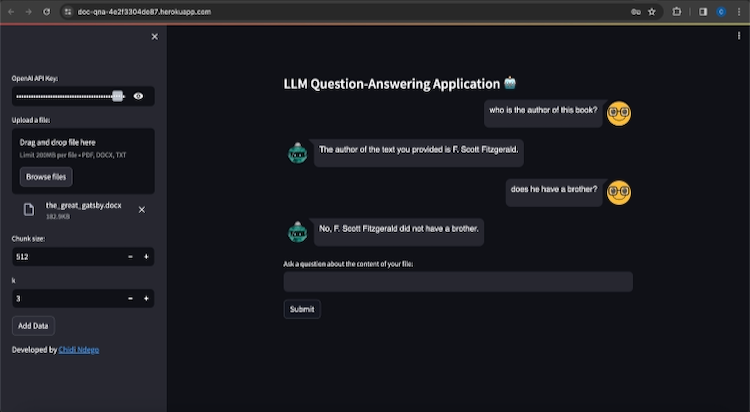 doc-qna-4e2f3304de87.herokuapp.com
OpenAI API Key:
Upload a file:
Drag and drop file here
Limit 200MB per file • PDF, DOCX, TXT
Browse files
the_great_gatsby.docx
182.9KB
Chunk size:
512
k
3
Add Data
Developed by Chidi Ndego
LLM Question-Answering Application
who is the author of this book?
The author of the text you provided is F. Scott Fitzgerald.
does he have a brother?
No, F. Scott Fitzgerald did not have a brother.
Ask a question about the content of your file:
Submit